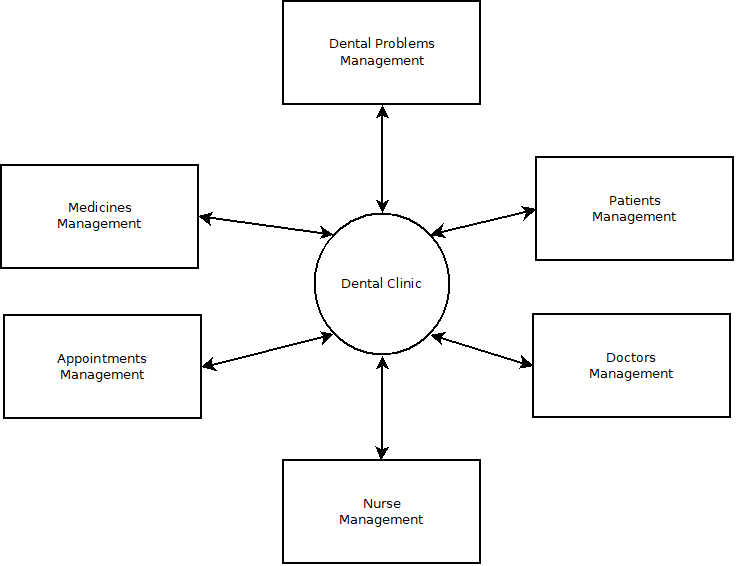 Dental Problems
Management
Medicines
Management
Patients
Management
Dental Clinic
Appointments
Management
Doctors
Management
Nurse
Management